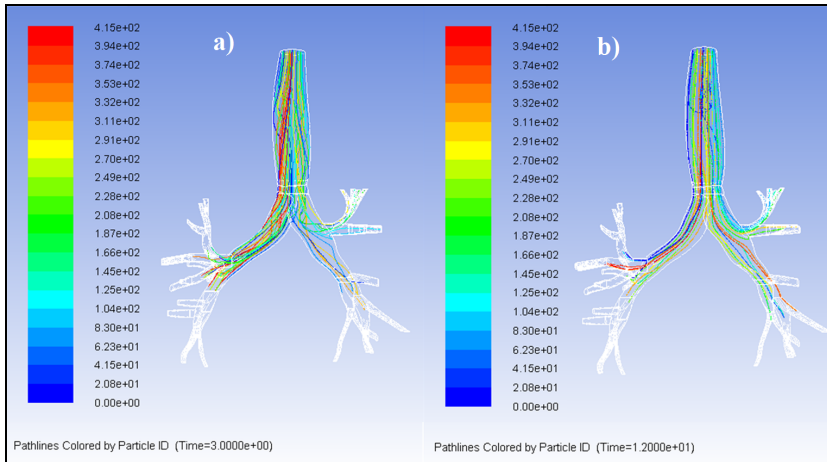 a)
4.15e+02
3.94e+02
3.74e+02
3.53e+02
3.32e+02
3.11e+02
2.91e+02
2.70e+02
2.49e+02
2.28e+02
2.08e+02
1.87e+02
1.66e+02
1.45e+02
1.25e+02
1.04e+02
8.30e+01
6.23e+01
4.15e+01
2.08e+01
0.00e+00
Pathlines Colored by Particle ID (Time=3.0000e+00)
b)
4.15e+02
3.94e+02
3.74e+02
3.53e+02
3.32e+02
3.11e+02
2.91e+02
2.70e+02
2.49e+02
2.28e+02
2.08e+02
1.87e+02
1.66e+02
1.45e+02
1.25e+02
1.04e+02
8.30e+01
6.23e+01
4.15e+01
2.08e+01
0.00e+00
Pathlines Colored by Particle ID (Time=1.2000e+01)